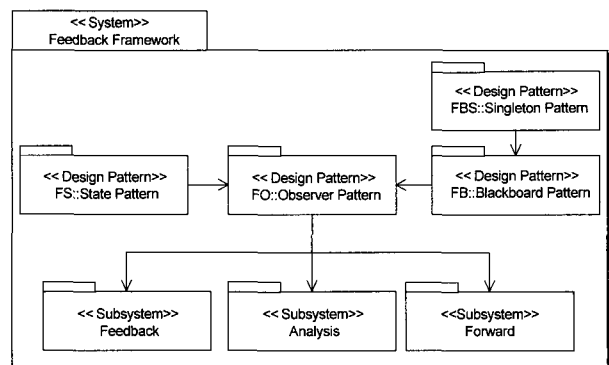 << System>>
Feedback Framework
<< Design Pattern>>
FBS::Singleton Pattern
<< Design Pattern>>
FS::State Pattern
<< Design Pattern>>
FO::Observer Pattern
<< Design Pattern>>
FB::Blackboard Pattern
<< Subsystem>>
Feedback
<< Subsystem>>
Analysis
<<Subsystem>>
Forward